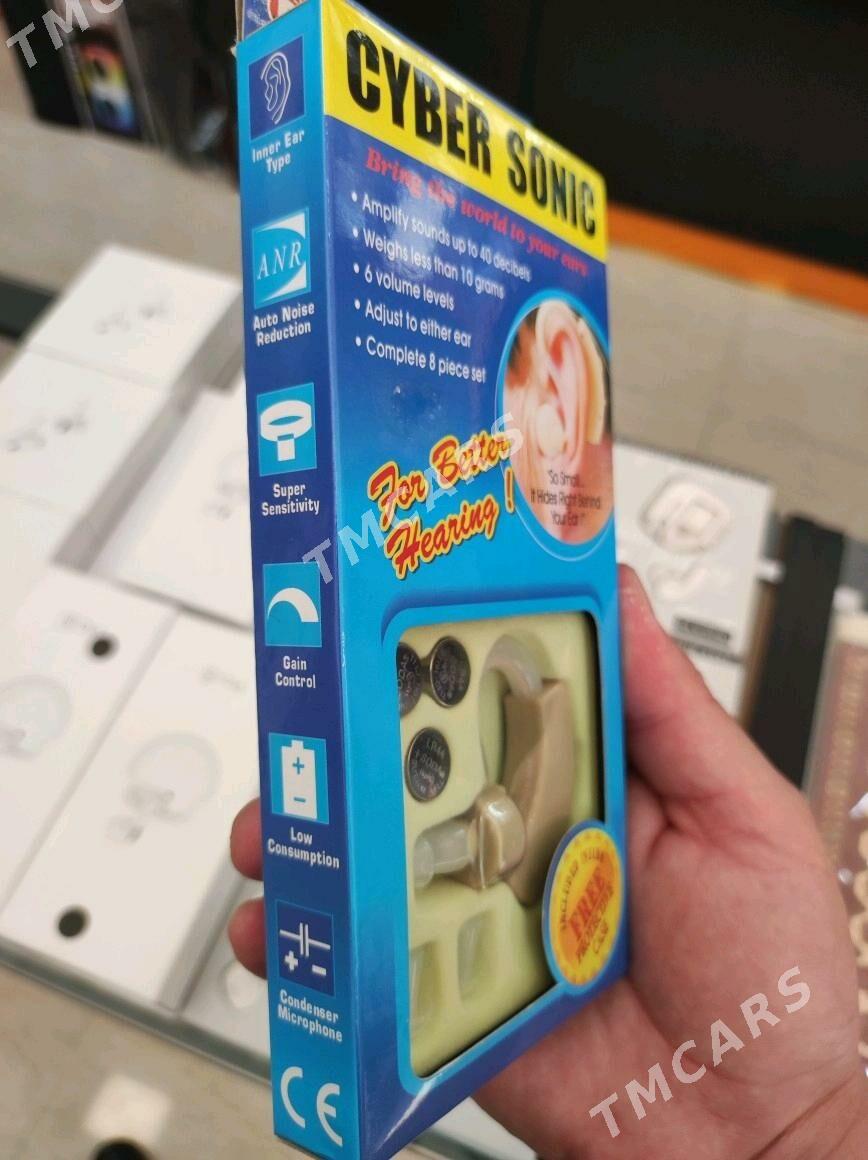 CYBER SONIC
Bring the world to your ears
• Amplify sounds up to 40 decibels
• Weighs less than 10 grams
• 6 volume levels
• Adjust to either ear
• Complete 8 piece set
"So Small...
It Hides Right Behind
Your Ear!"
For Better
Hearing !
Inner Ear
Type
ANR
Auto Noise
Reduction
Super
Sensitivity
Gain
Control
Low
Consumption
Condenser
Microphone
CE
LR44
FREE
PROTECTIVE
CASE
TMCARS
TMCARS